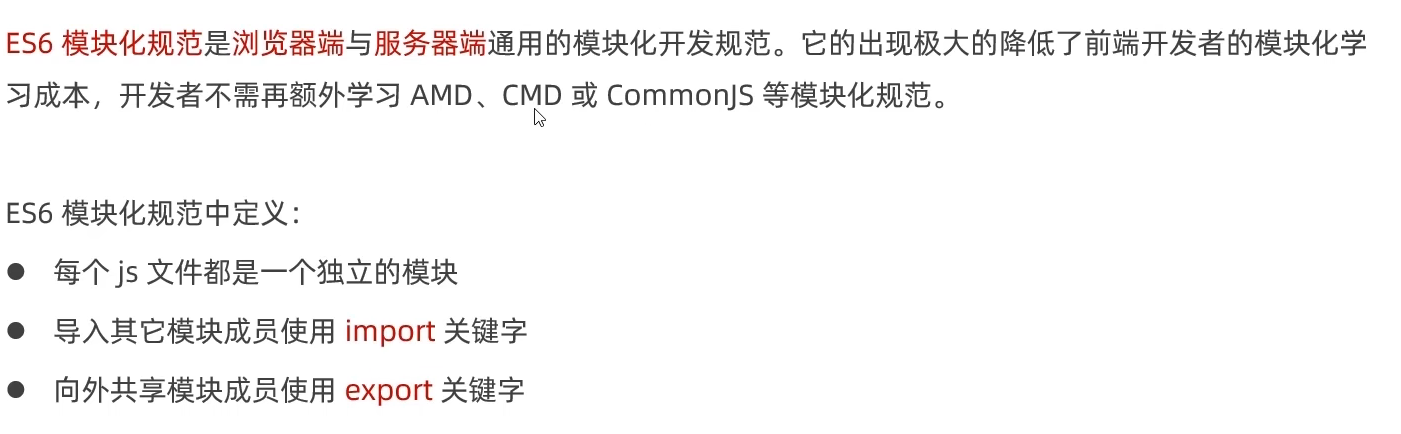 ES6 模块化规范是浏览器端与服务器端通用的模块化开发规范。它的出现极大的降低了前端开发者的模块化学
习成本，开发者不需再额外学习 AMD、CMD 或 CommonJS 等模块化规范。
ES6 模块化规范中定义：
● 每个 js 文件都是一个独立的模块
● 导入其它模块成员使用 import 关键字
● 向外共享模块成员使用 export 关键字